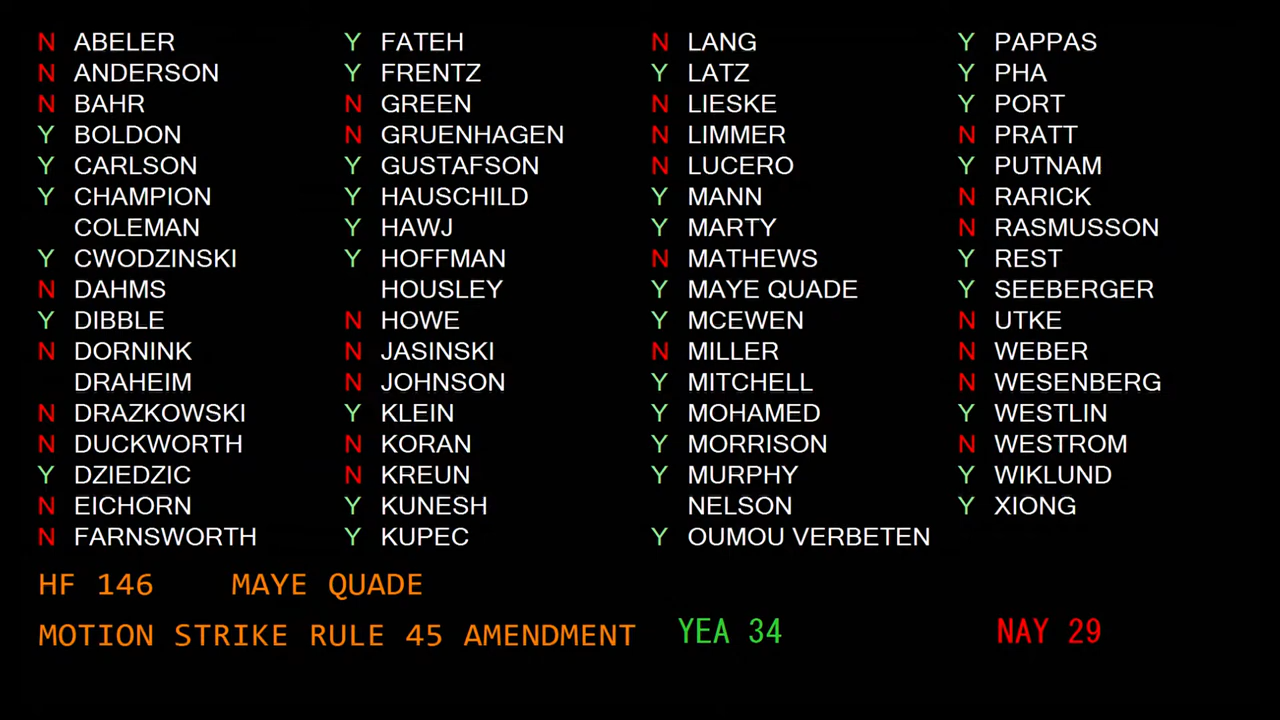 N ABELER Y FATEH N LANG Y PAPPAS
N ANDERSON Y FRENTZ Y LATZ Y PHA
N BAHR N GREEN N LIESKE Y PORT
Y BOLDON N GRUENHAGEN N LIMMER N PRATT
Y CARLSON Y GUSTAFSON N LUCERO Y PUTNAM
Y CHAMPION Y HAUSCHILD Y MANN N RARICK
COLEMAN Y HAWJ Y MARTY N RASMUSSON
Y CWODZINSKI Y HOFFMAN N MATHEWS Y REST
N DAHMS HOUSLEY Y MAYE QUADE Y SEEBERGER
Y DIBBLE N HOWE Y MCEWEN N UTKE
N DORNINK N JASINSKI N MILLER N WEBER
DRAHEIM N JOHNSON Y MITCHELL N WESENBERG
N DRAZKOWSKI Y KLEIN Y MOHAMED Y WESTLIN
N DUCKWORTH N KORAN Y MORRISON N WESTROM
Y DZIEDZIC N KREUN Y MURPHY Y WIKLUND
N EICHORN Y KUNESH NELSON Y XIONG
N FARNSWORTH Y KUPEC Y OUMOU VERBETEN
HF 146 MAYE QUADE
MOTION STRIKE RULE 45 AMENDMENT YEA 34 NAY 29